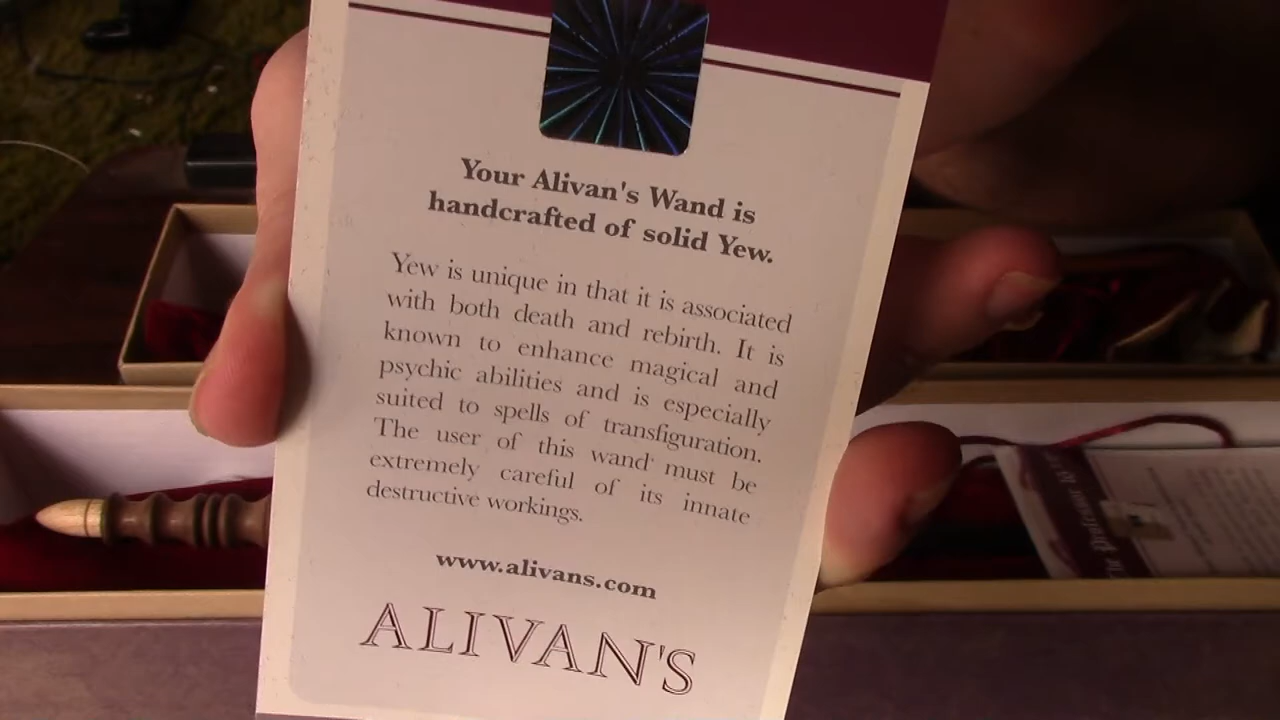 Your Alivan's Wand is
handcrafted of solid Yew.
Yew is unique in that it is associated
with both death and rebirth. It is
known to enhance magical and
psychic abilities and is especially
suited to spells of transfiguration.
The user of this wand must be
extremely careful of its innate
destructive workings.
www.alivans.com
ALIVAN'S
The Professor